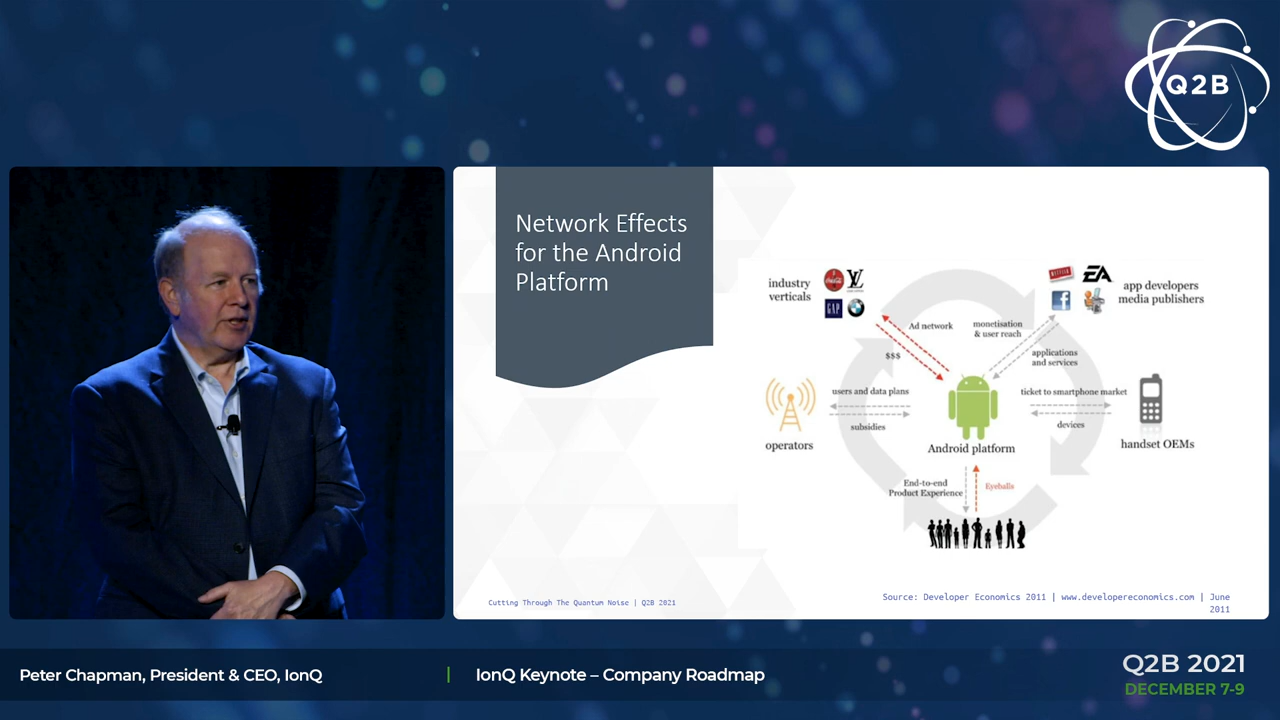 Q2B
Network Effects
for the Android
Platform
industry
verticals
GAP
NETFLIX
EA
app developers
media publishers
Ad network
$$$
monetisation
& user reach
applications
and services
users and data plans
subsidies
ticket to smartphone market
devices
operators
Android platform
handset OEMs
End-to-end
Product Experience
Eyeballs
Cutting Through The Quantum Noise | Q2B 2021
Source: Developer Economics 2011 | www.developereconomics.com | June
2011
Peter Chapman, President & CEO, IonQ
IonQ Keynote – Company Roadmap
Q2B 2021
DECEMBER 7-9